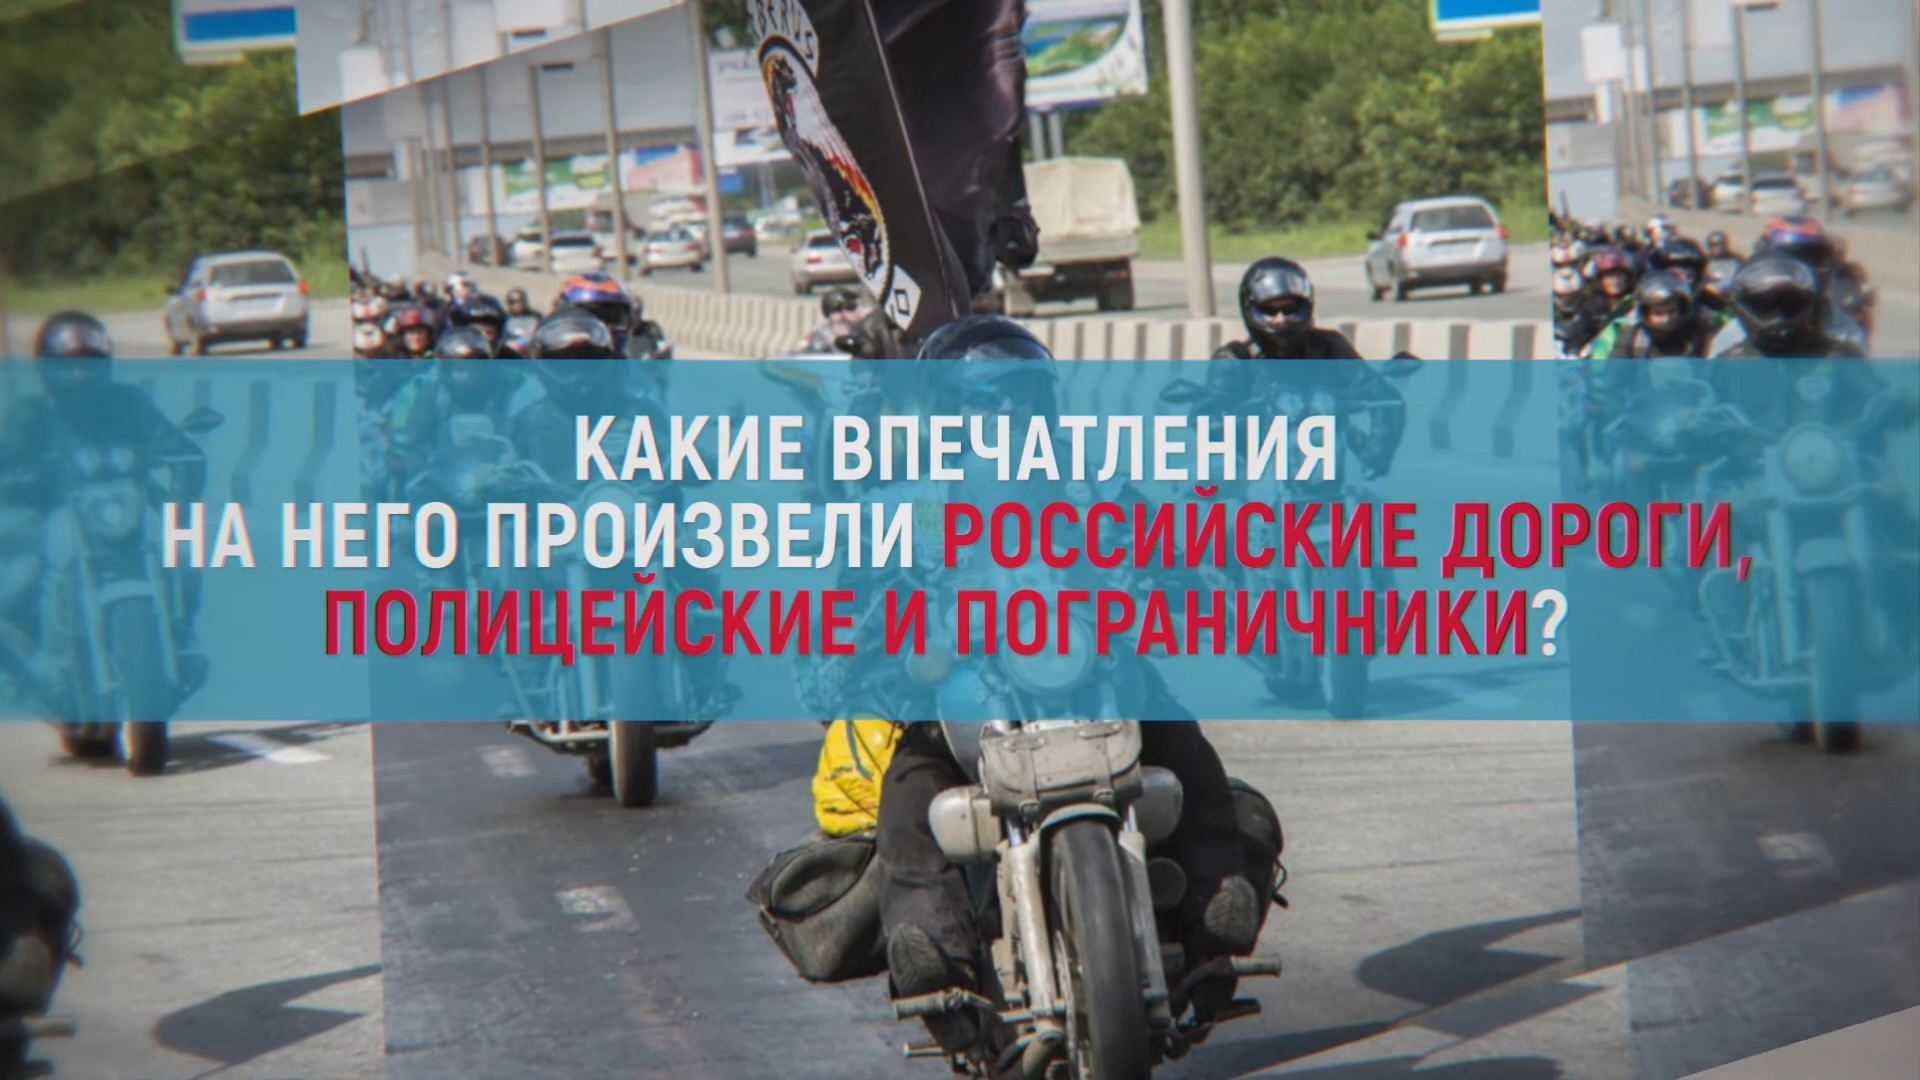 КАКИЕ ВПЕЧАТЛЕНИЯ
НА НЕГО ПРОИЗВЕЛИ РОССИЙСКИЕ ДОРОГИ,
ПОЛИЦЕЙСКИЕ И ПОГРАНИЧНИКИ?